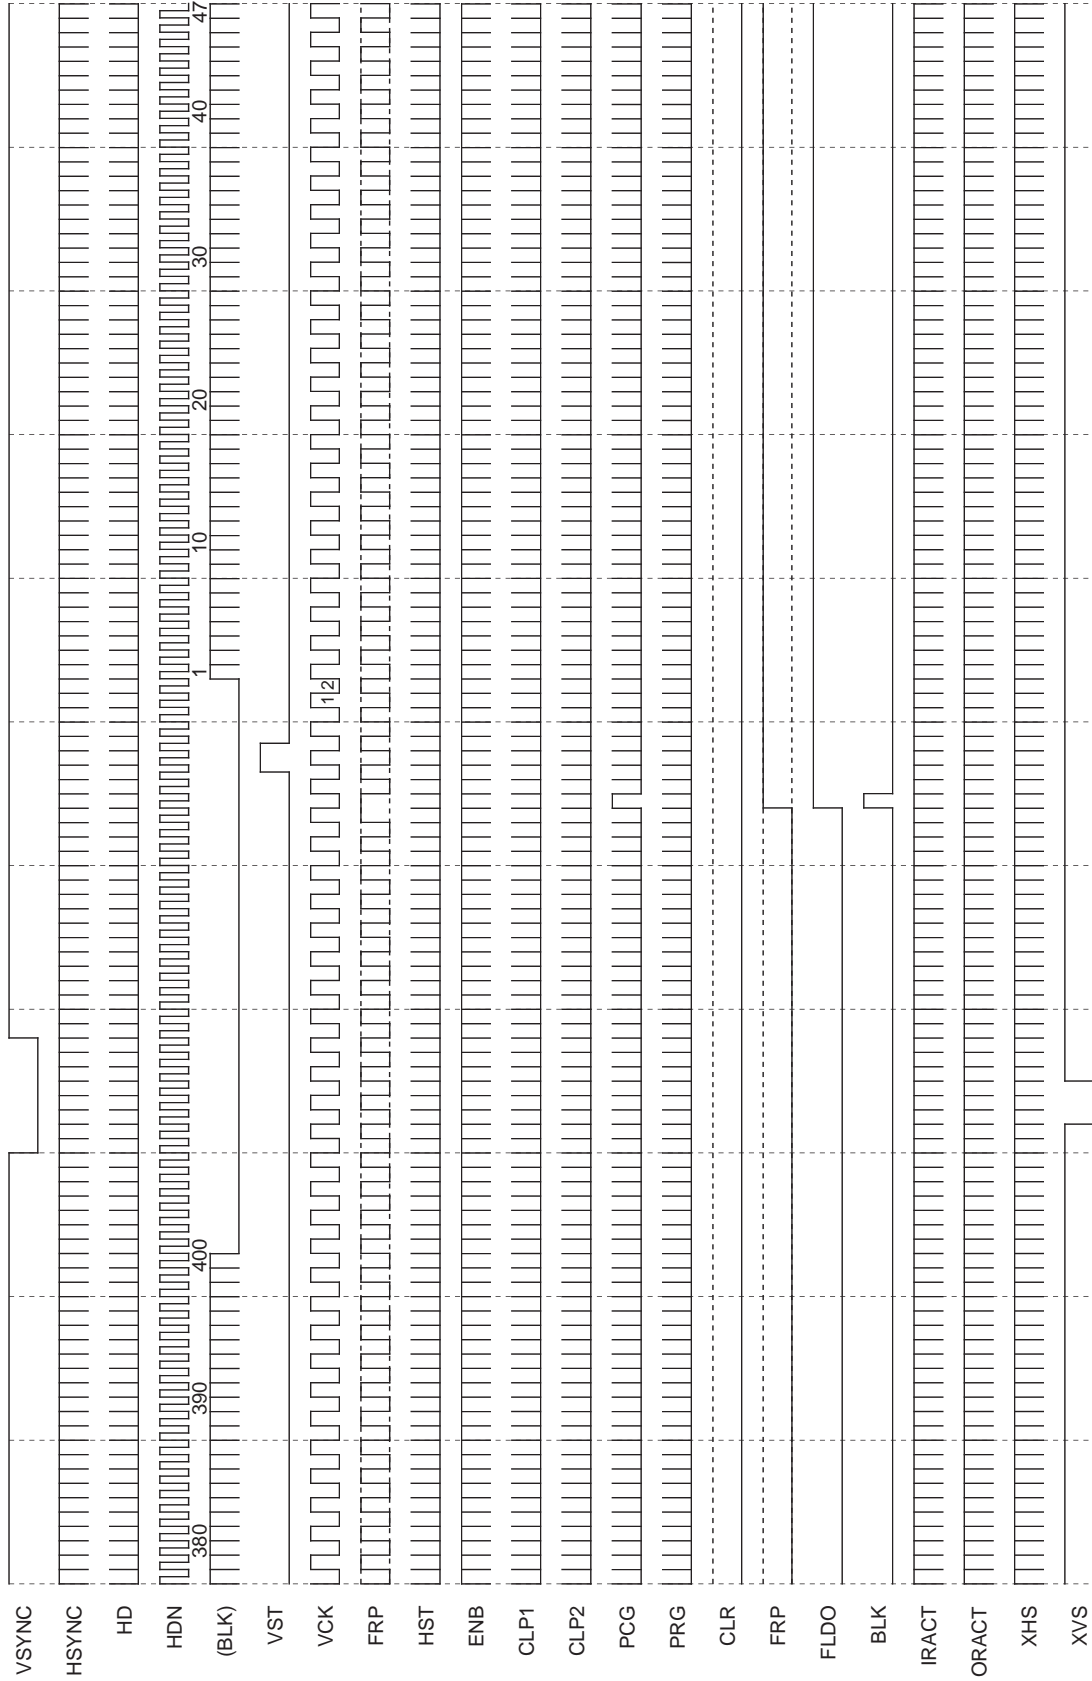 VSYNC
HSYNC
HD
HDN
(BLK)
380
390
400
1
10
20
30
40
47
VST
VCK
1 2
FRP
HST
ENB
CLP1
CLP2
PCG
PRG
CLR
FRP
FLDO
BLK
IRACT
ORACT
XHS
XVS